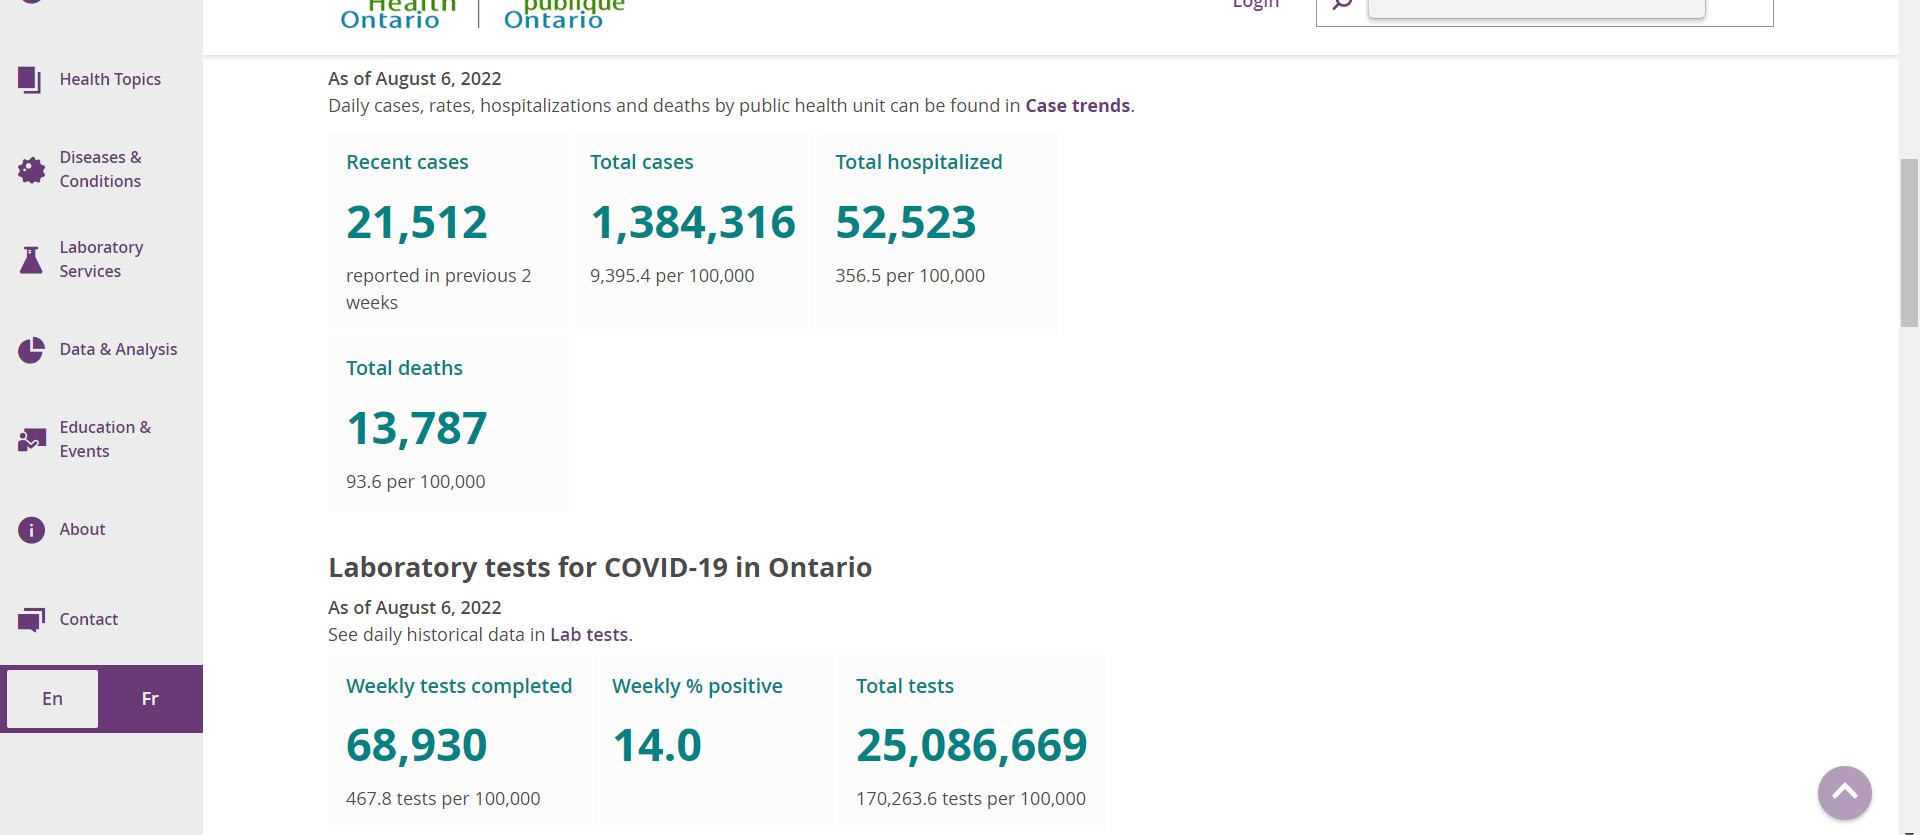 Health
Ontario
publique
Ontario
Login
Health Topics
Diseases &
Conditions
Laboratory
Services
Data & Analysis
Education &
Events
About
Contact
En
Fr
As of August 6, 2022
Daily cases, rates, hospitalizations and deaths by public health unit can be found in Case trends.
Recent cases
21,512
reported in previous 2
weeks
Total cases
1,384,316
9,395.4 per 100,000
Total hospitalized
52,523
356.5 per 100,000
Total deaths
13,787
93.6 per 100,000
Laboratory tests for COVID-19 in Ontario
As of August 6, 2022
See daily historical data in Lab tests.
Weekly tests completed
68,930
467.8 tests per 100,000
Weekly % positive
14.0
Total tests
25,086,669
170,263.6 tests per 100,000